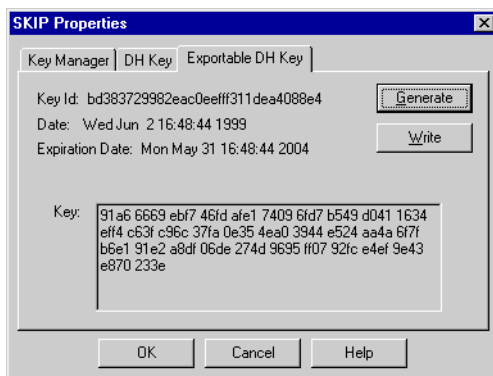 SKIP Properties
Key Manager DH Key Exportable DH Key
Key Id: bd383729982eac0eefff311dea4088e4
Generate
Date: Wed Jun 2 16:48:44 1999
Write
Expiration Date: Mon May 31 16:48:44 2004
Key: 91a6 6669 ebf7 46fd afe1 7409 6fd7 b549 d041 1634
eff4 c63f c96c 37fa 0e35 4ea0 3944 e524 aa4a 6f7f
b6e1 91e2 a8df 06de 274d 9695 ff07 92fc e4ef 9e43
e870 233e
OK Cancel Help